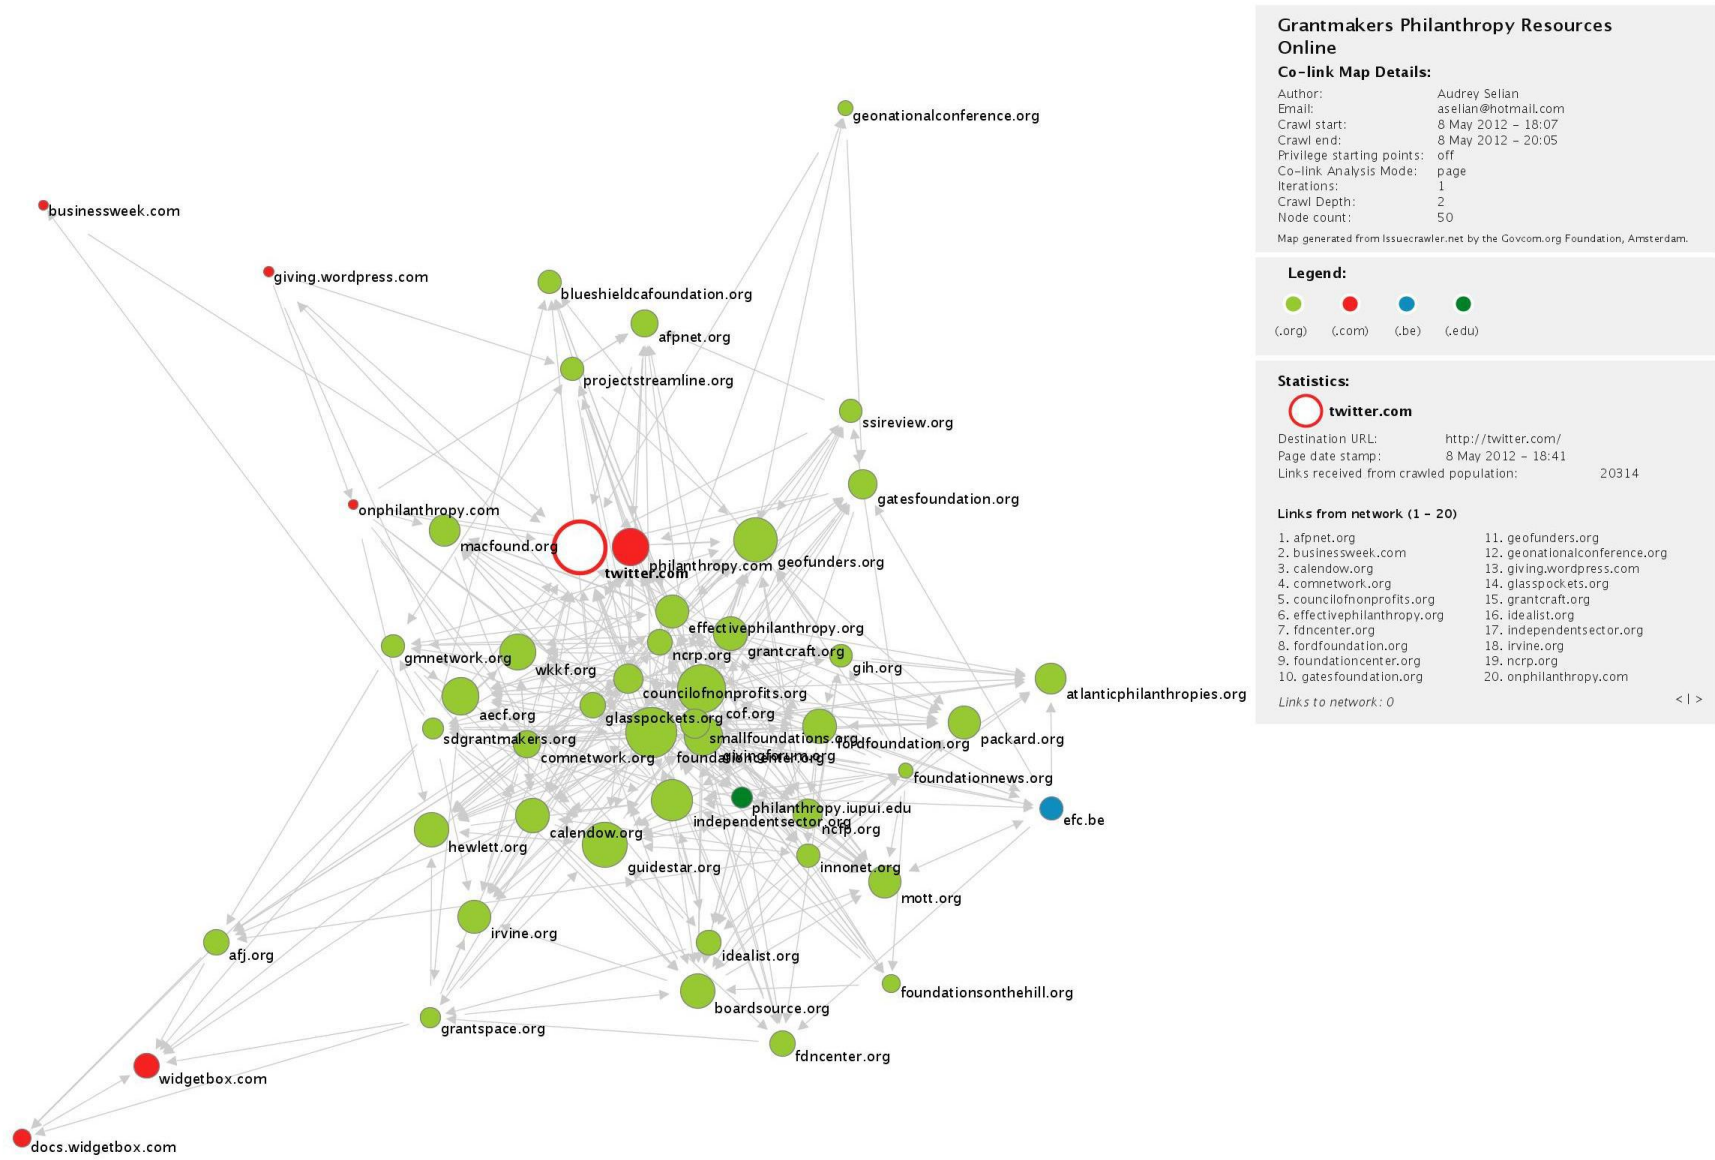 Grantmakers Philanthropy Resources
Online
Co-link Map Details:
Author: Audrey Selian
Email: aselian@hotmail.com
Crawl start: 8 May 2012 - 18:07
Crawl end: 8 May 2012 - 20:05
Privilege starting points: off
Co-link Analysis Mode: page
Iterations: 1
Crawl Depth: 2
Node count: 50
Map generated from Issuecrawler.net by the Govcom.org Foundation, Amsterdam.
Legend:
(.org) (.com) (.be) (.edu)
Statistics:
twitter.com
Destination URL: http://twitter.com/
Page date stamp: 8 May 2012 - 18:41
Links received from crawled population: 20314
Links from network (1 - 20)
1. afpnet.org 11. geofunders.org
2. businessweek.com 12. geonationalconference.org
3. calendow.org 13. giving.wordpress.com
4. comnetwork.org 14. glasspockets.org
5. councilofnonprofits.org 15. grantcraft.org
6. effectivephilanthropy.org 16. idealist.org
7. fdncenter.org 17. independentsector.org
8. fordfoundation.org 18. irvine.org
9. foundationcenter.org 19. ncrp.org
10. gatesfoundation.org 20. onphilanthropy.com
Links to network: 0 < | >
geonationalconference.org
businessweek.com
giving.wordpress.com
blueshieldcafoundation.org
afpnet.org
projectstreamline.org
ssireview.org
gatesfoundation.org
onphilanthropy.com
macfound.org
geofunders.org
philanthropy.com
twitter.com
effectivephilanthropy.org
grantcraft.org
ncrp.org
gmnetwork.org
gih.org
wkkf.org
councilofnonprofits.org
atlanticphilanthropies.org
aecf.org
cof.org
glasspockets.org
smallfoundations.org
sdgrantmakers.org
packard.org
fordfoundation.org
comnetwork.org
foundationcenter.org
givingforum.org
foundationnews.org
philanthropy.iupui.edu
efc.be
independentsector.org
ncfp.org
calendow.org
hewlett.org
guidestar.org
innonet.org
mott.org
irvine.org
afj.org
idealist.org
foundationsonthehill.org
boardsource.org
grantspace.org
fdncenter.org
widgetbox.com
docs.widgetbox.com